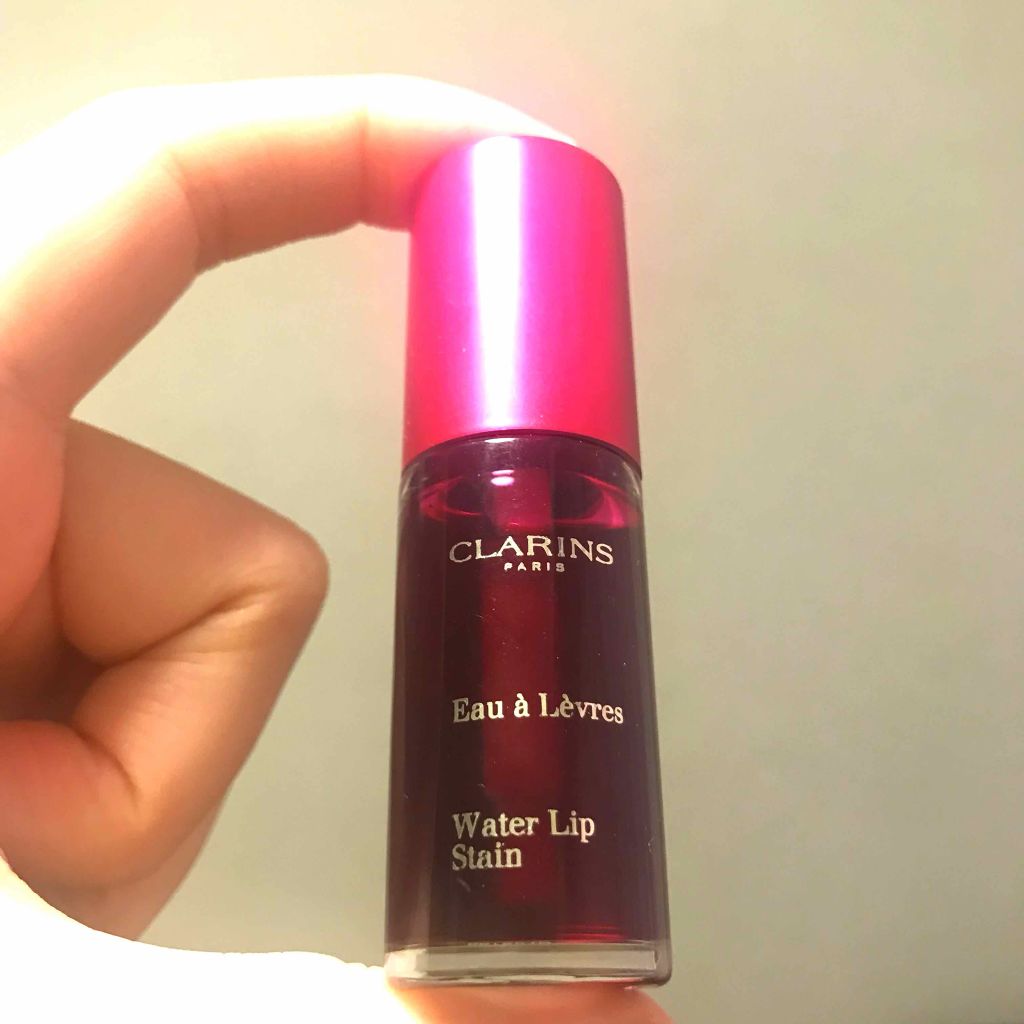 CLARINS
PARIS
Eau à Lèvres
Water Lip
Stain